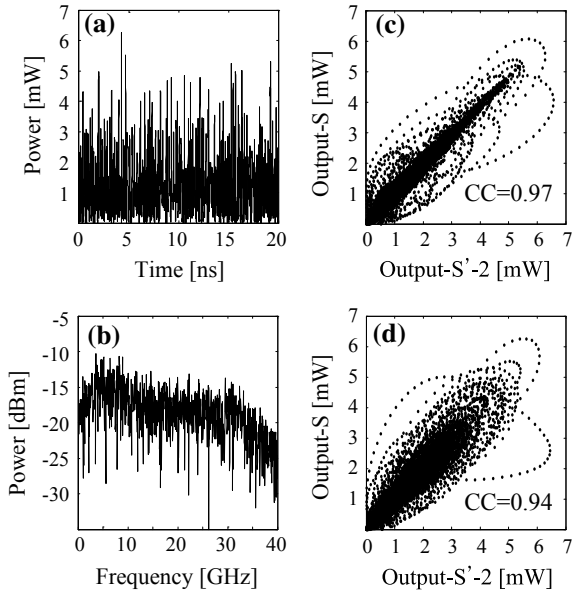 (a)
7
6
5
4
3
2
1
Power [mW]
0 5 10 15 20
Time [ns]
(c)
7
6
5
4
3
2
1
Output-S [mW]
CC=0.97
0 1 2 3 4 5 6 7
Output-S’-2 [mW]
(b)
-5
-10
-15
-20
-25
-30
Power [dBm]
0 10 20 30 40
Frequency [GHz]
(d)
7
6
5
4
3
2
1
Output-S [mW]
CC=0.94
0 1 2 3 4 5 6 7
Output-S’-2 [mW]